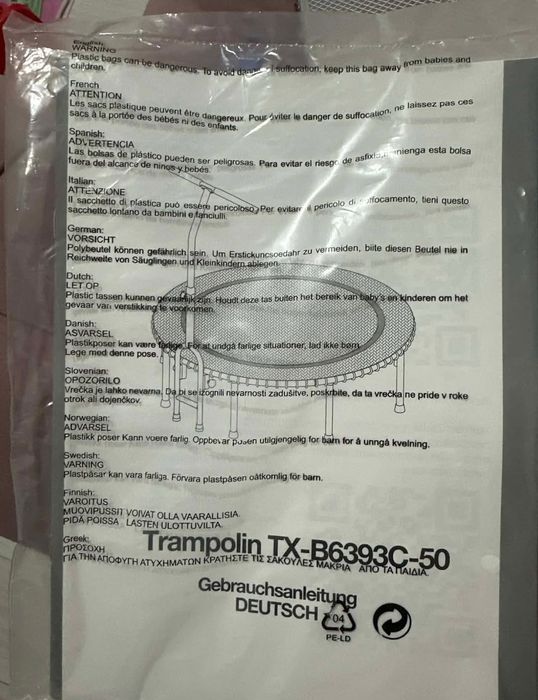 English:
WARNING
Plastic bags can be dangerous. To avoid danger suffocation, keep this bag away from babies and
children.
French
ATTENTION
Les sacs plastique peuvent être dangereux. Pour éviter le danger de suffocation, ne laissez pas ces
sacs à la portée des bébés ni des enfants.
Spanish:
ADVERTENCIA
Las bolsas de plástico pueden ser peligrosas. Para evitar el riesgo de asfixia, mantenga esta bolsa
fuera del alcance de ninos y bebés.
Italian:
ATTENZIONE
Il sacchetto di plastica può essere pericoloso. Per evitare il pericolo di soffocamento, tieni questo
sacchetto lontano da bambini e fanciulli.
German:
VORSICHT
Polybeutel können gefährlich sein. Um Erstickungsoedahr zu vermeiden, biite diesen Beutel nie in
Reichweite von Säuglingen und Kleinkindern ablegen.
Dutch:
LET OP
Plastic tassen kunnen gevaarlijk zijn. Houdt deze tas buiten het bereik van baby's en kinderen om het
gevaar van verstikking te voorkomen.
Danish:
ASVARSEL
Plastikposer kan være farlige. For at undgå farlige situationer, lad ikke børn
Lege med denne pose.
Slovenian:
OPOZORILO
Vrečka je lahko nevarna. Da bi se izognili nevarnosti zadušitve, poskrbite, da ta vrečka ne pride v roke
otrok ali dojenčkov.
Norwegian:
ADVARSEL
Plastikk poser Kann voere farlig. Oppbevar posen utilgjengelig for barn for å unngå kvelning.
Swedish:
VARNING
Plastpåsar kan vara farliga. Förvara plastpåsen oåtkomlig för barn.
Finnish:
VAROITUS
MUOVIPUSSIT VOIVAT OLLA VAARALLISIA.
PIDÄ POISSA LASTEN ULOTTUVILTA.
Greek:
ΠΡΟΣΟΧΗ
ΓΙΑ ΤΗΝ ΑΠΟΦΥΓΗ ΑΤΥΧΗΜΑΤΩΝ ΚΡΑΤΗΣΤΕ ΤΙΣ ΣΑΚΟΥΛΕΣ ΜΑΚΡΙΑ ΑΠΟ ΤΑ ΠΑΙΔΙΑ.
Trampolin TX-B6393C-50
Gebrauchsanleitung
DEUTSCH
04
PE-LD